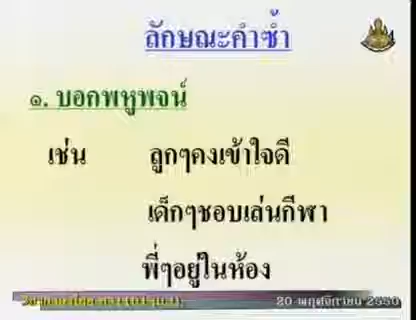 ลักษณะคำซ้ำ
๑. บอกพหูพจน์
เช่น ลูกๆคงเข้าใจดี
เด็กๆชอบเล่นกีฬา
พี่ๆอยู่ในห้อง
20 พฤศจิกายน 2550